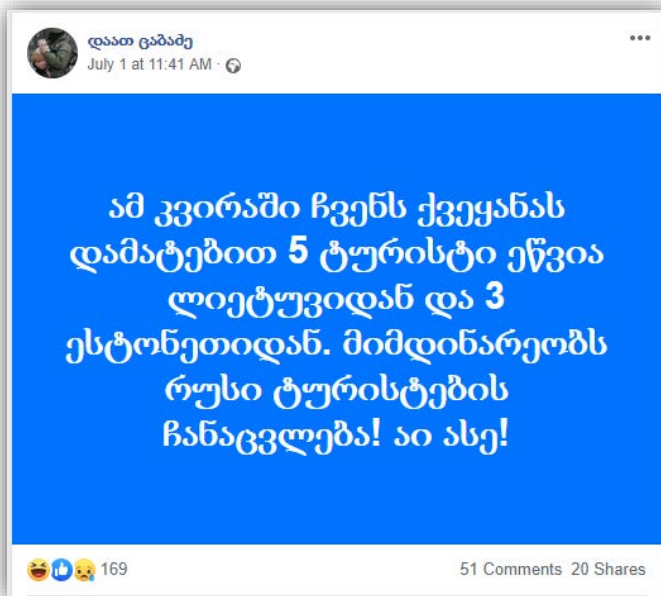 დაათ ცაბაძე
July 1 at 11:41 AM ·
ამ კვირაში ჩვენს ქვეყანას
დამატებით 5 ტურისტი ეწვია
ლიეტუვიდან და 3
ესტონეთიდან. მიმდინარეობს
რუსი ტურისტების
ჩანაცვლება! აი ასე!
169
51 Comments 20 Shares